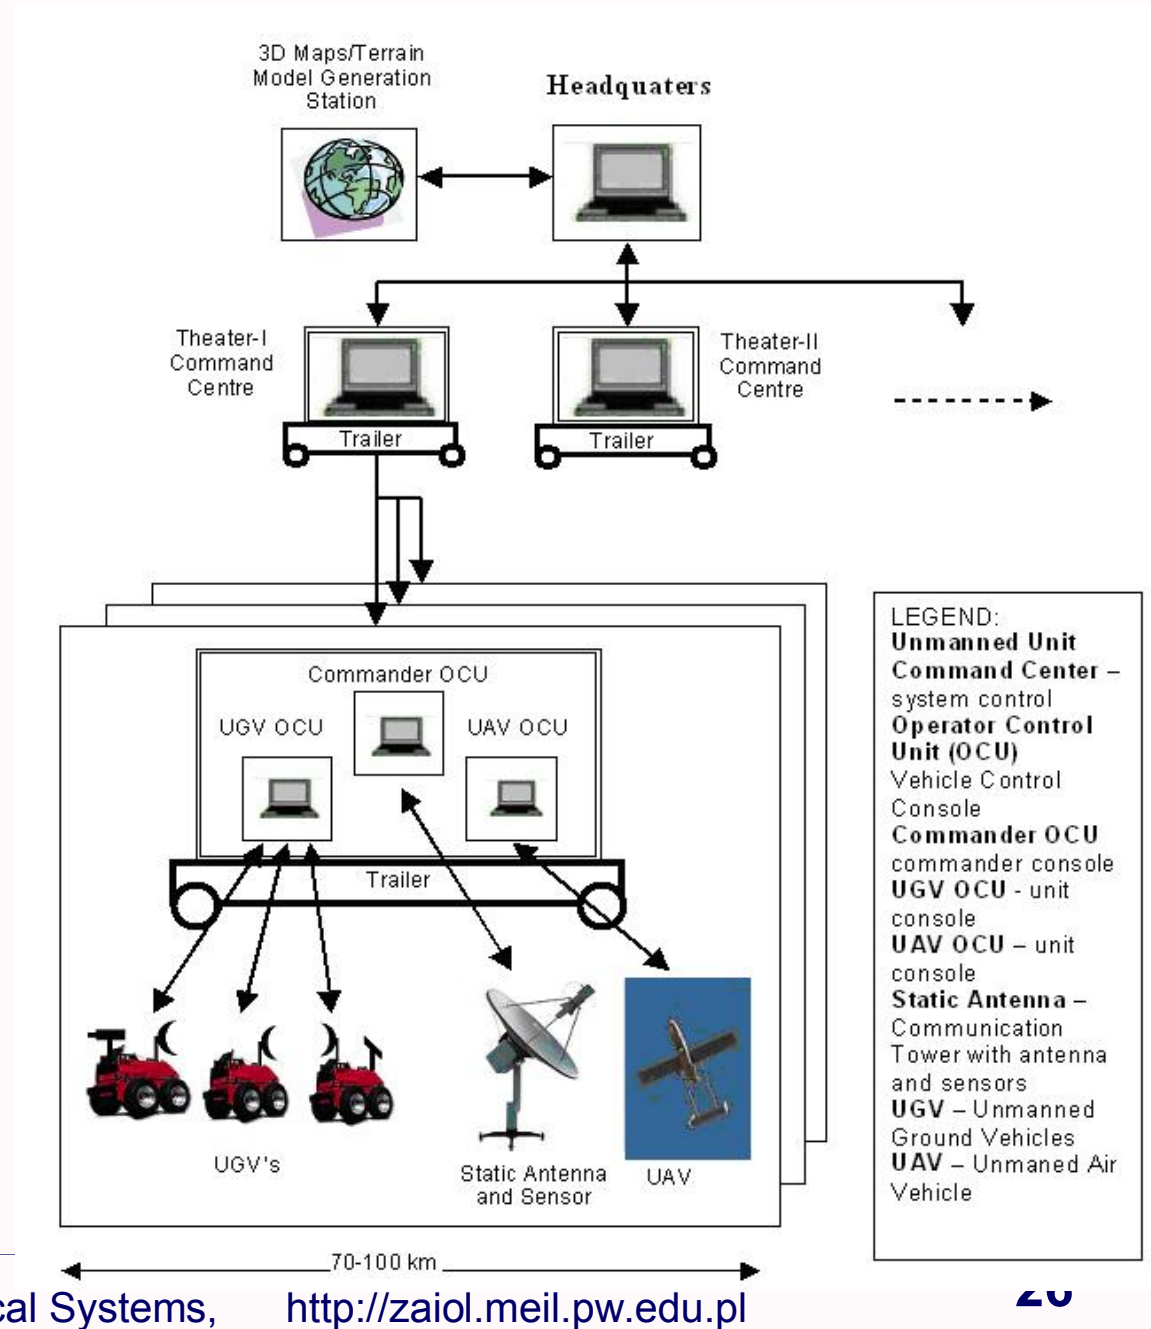 3D Maps/Terrain
Model Generation
Station
Headquaters
Theater-I
Command
Centre
Theater-II
Command
Centre
Trailer
Trailer
Commander OCU
UGV OCU
UAV OCU
Trailer
UGV's
Static Antenna
and Sensor
UAV
70-100 km
LEGEND:
Unmanned Unit
Command Center –
system control
Operator Control
Unit (OCU)
Vehicle Control
Console
Commander OCU
commander console
UGV OCU - unit
console
UAV OCU – unit
console
Static Antenna –
Communication
Tower with antenna
and sensors
UGV – Unmanned
Ground Vehicles
UAV – Unmaned Air
Vehicle
cal Systems, http://zaiol.meil.pw.edu.pl